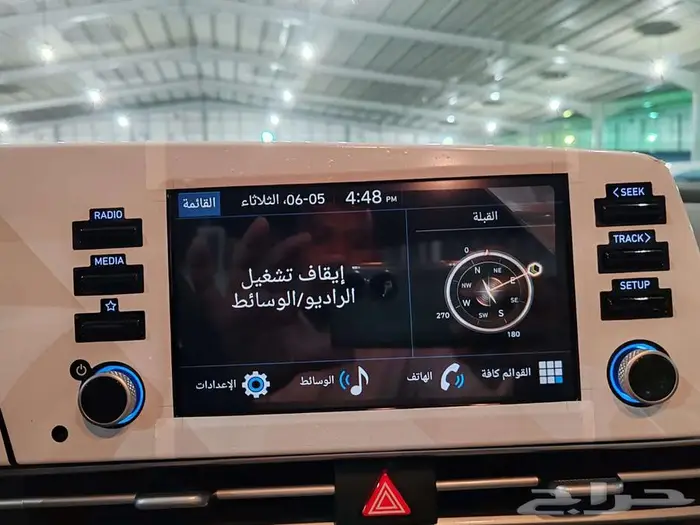 RADIO
MEDIA
القائمة
06-05، الثلاثاء
4:48 PM
القبلة
إيقاف تشغيل
الراديو/الوسائط
0
N
NE
E
SE
S
SW
W
NW
270
180
القوائم كافة
الهاتف
الوسائط
الإعدادات
<SEEK
TRACK>
SETUP
حراج